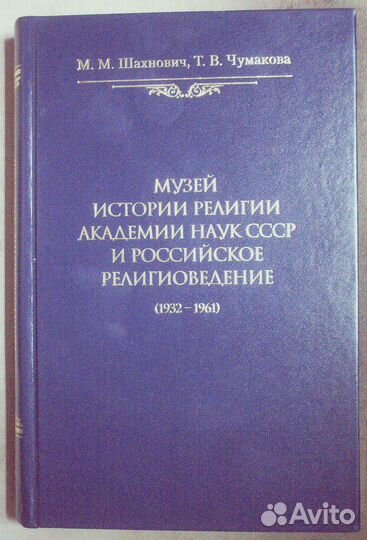 М. М. Шахнович, Т. В. Чумакова
МУЗЕЙ
ИСТОРИИ РЕЛИГИИ
АКАДЕМИИ НАУК СССР
И РОССИЙСКОЕ
РЕЛИГИОВЕДЕНИЕ
(1932 – 1961)
Avito